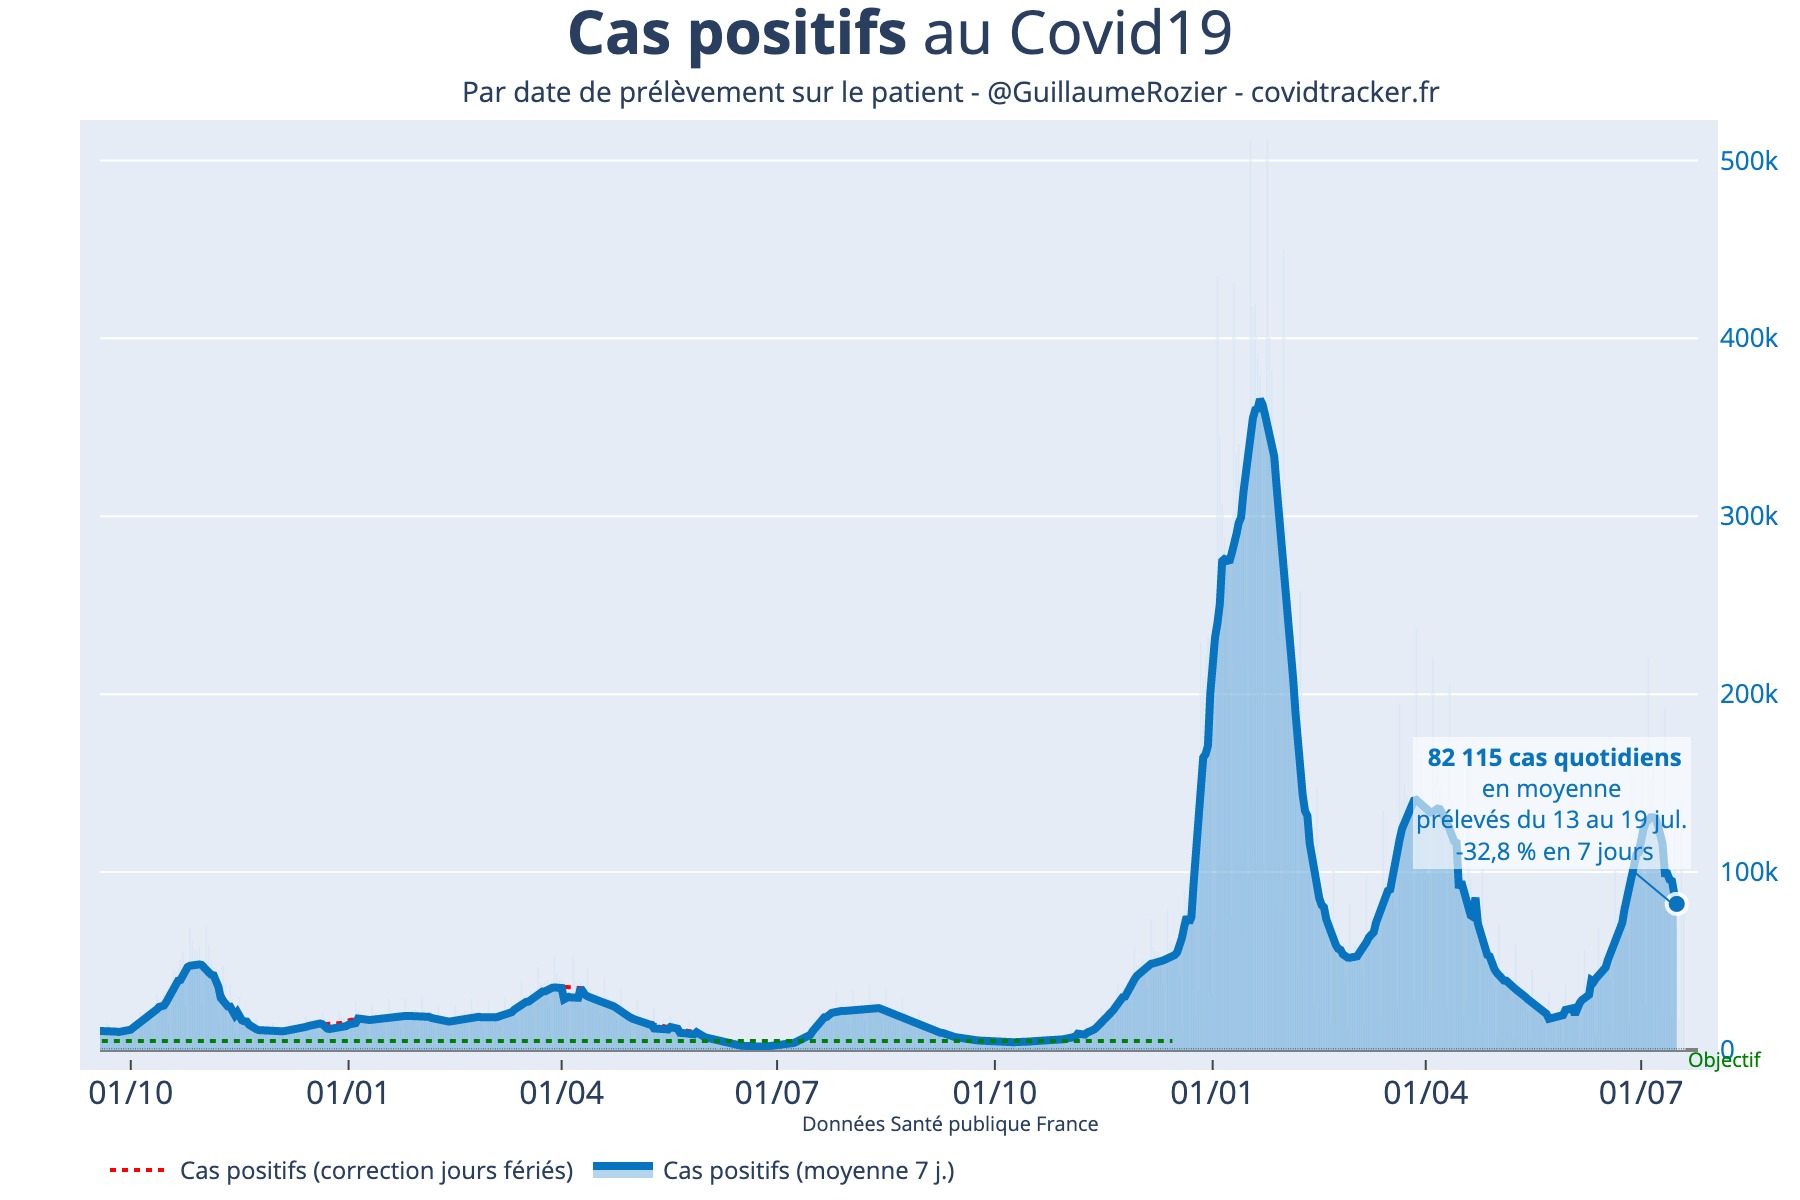 Cas positifs au Covid19
Par date de prélèvement sur le patient - @GuillaumeRozier - covidtracker.fr
500k
400k
300k
200k
82 115 cas quotidiens
en moyenne
prélevés du 13 au 19 jul.
-32,8 % en 7 jours
100k
0
Objectif
01/10 01/01 01/04 01/07 01/10 01/01 01/04 01/07
Données Santé publique France
Cas positifs (correction jours fériés) Cas positifs (moyenne 7 j.)